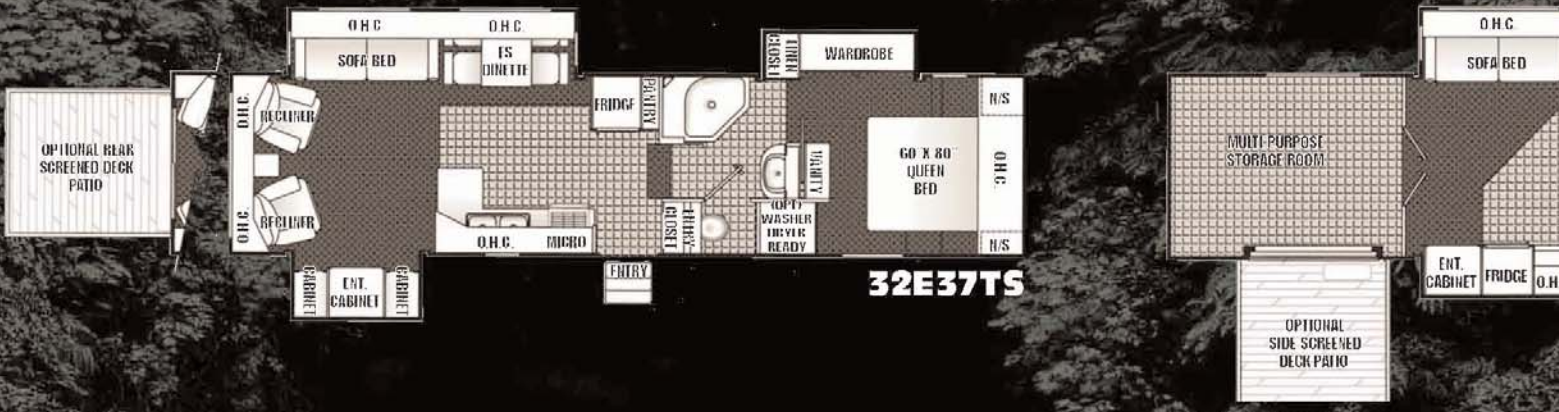 OPTIONAL REAR
SCREENED DECK
PATIO
O.H.C.
O.H.C.
RECLINER
RECLINER
O.H.C
SOFA BED
O.H.C.
FS
DINETTE
CABINET
ENT.
CABINET
CABINET
FRIDGE
PANTRY
O.H.C.
MICRO
ENTRY
ENTRY
CLOSET
LINEN
CLOSET
WARDROBE
VANITY
(OPT)
WASHER
DRYER
READY
60" X 80"
QUEEN
BED
N/S
O.H.C.
N/S
32E37TS
MULTI-PURPOSE
STORAGE ROOM
OPTIONAL
SIDE SCREENED
DECK PATIO
O.H.C.
SOFA BED
ENT.
CABINET
FRIDGE
O.H